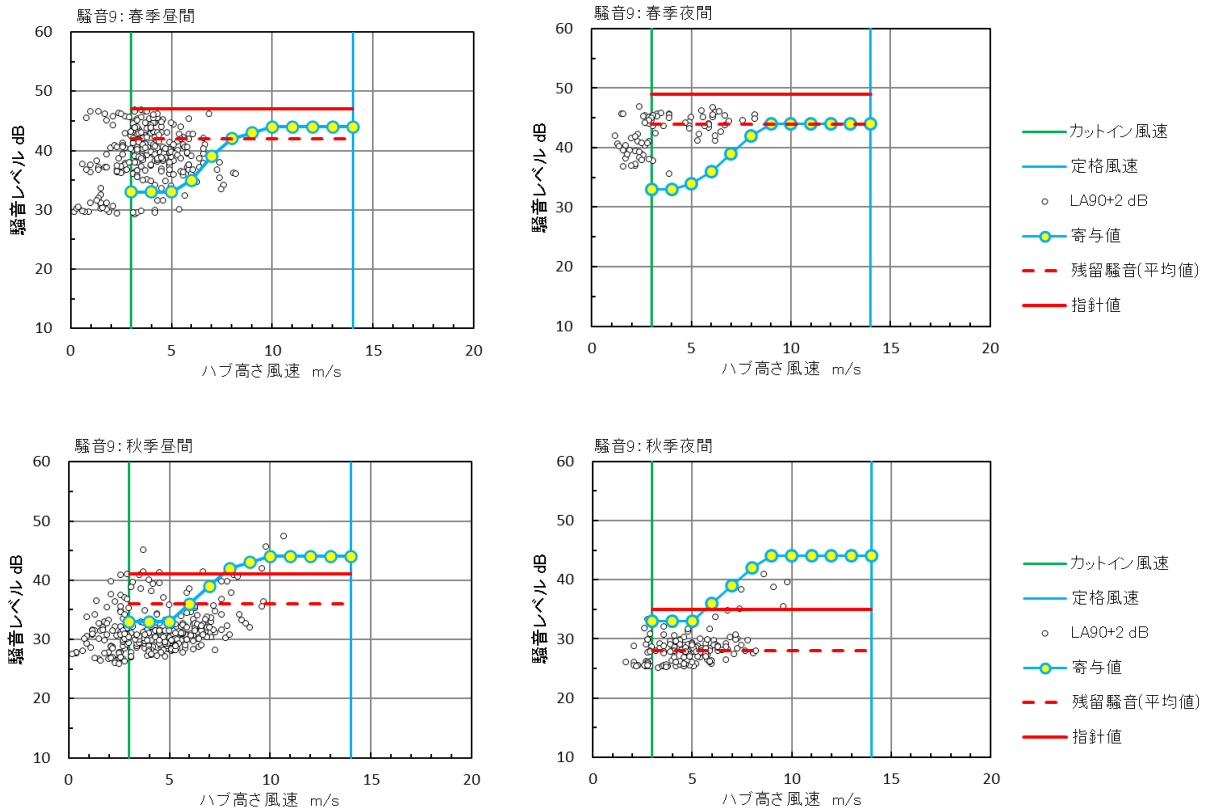 騒音9：春季昼間
60
50
40
30
20
10
0
5
10
15
20
騒音レベル dB
ハブ高さ風速 m/s
騒音9：春季夜間
60
50
40
30
20
10
0
5
10
15
20
騒音レベル dB
ハブ高さ風速 m/s
カットイン風速
定格風速
LA90+2 dB
寄与値
残留騒音(平均値)
指針値
騒音9：秋季昼間
60
50
40
30
20
10
0
5
10
15
20
騒音レベル dB
ハブ高さ風速 m/s
騒音9：秋季夜間
60
50
40
30
20
10
0
5
10
15
20
騒音レベル dB
ハブ高さ風速 m/s
カットイン風速
定格風速
LA90+2 dB
寄与値
残留騒音(平均値)
指針値